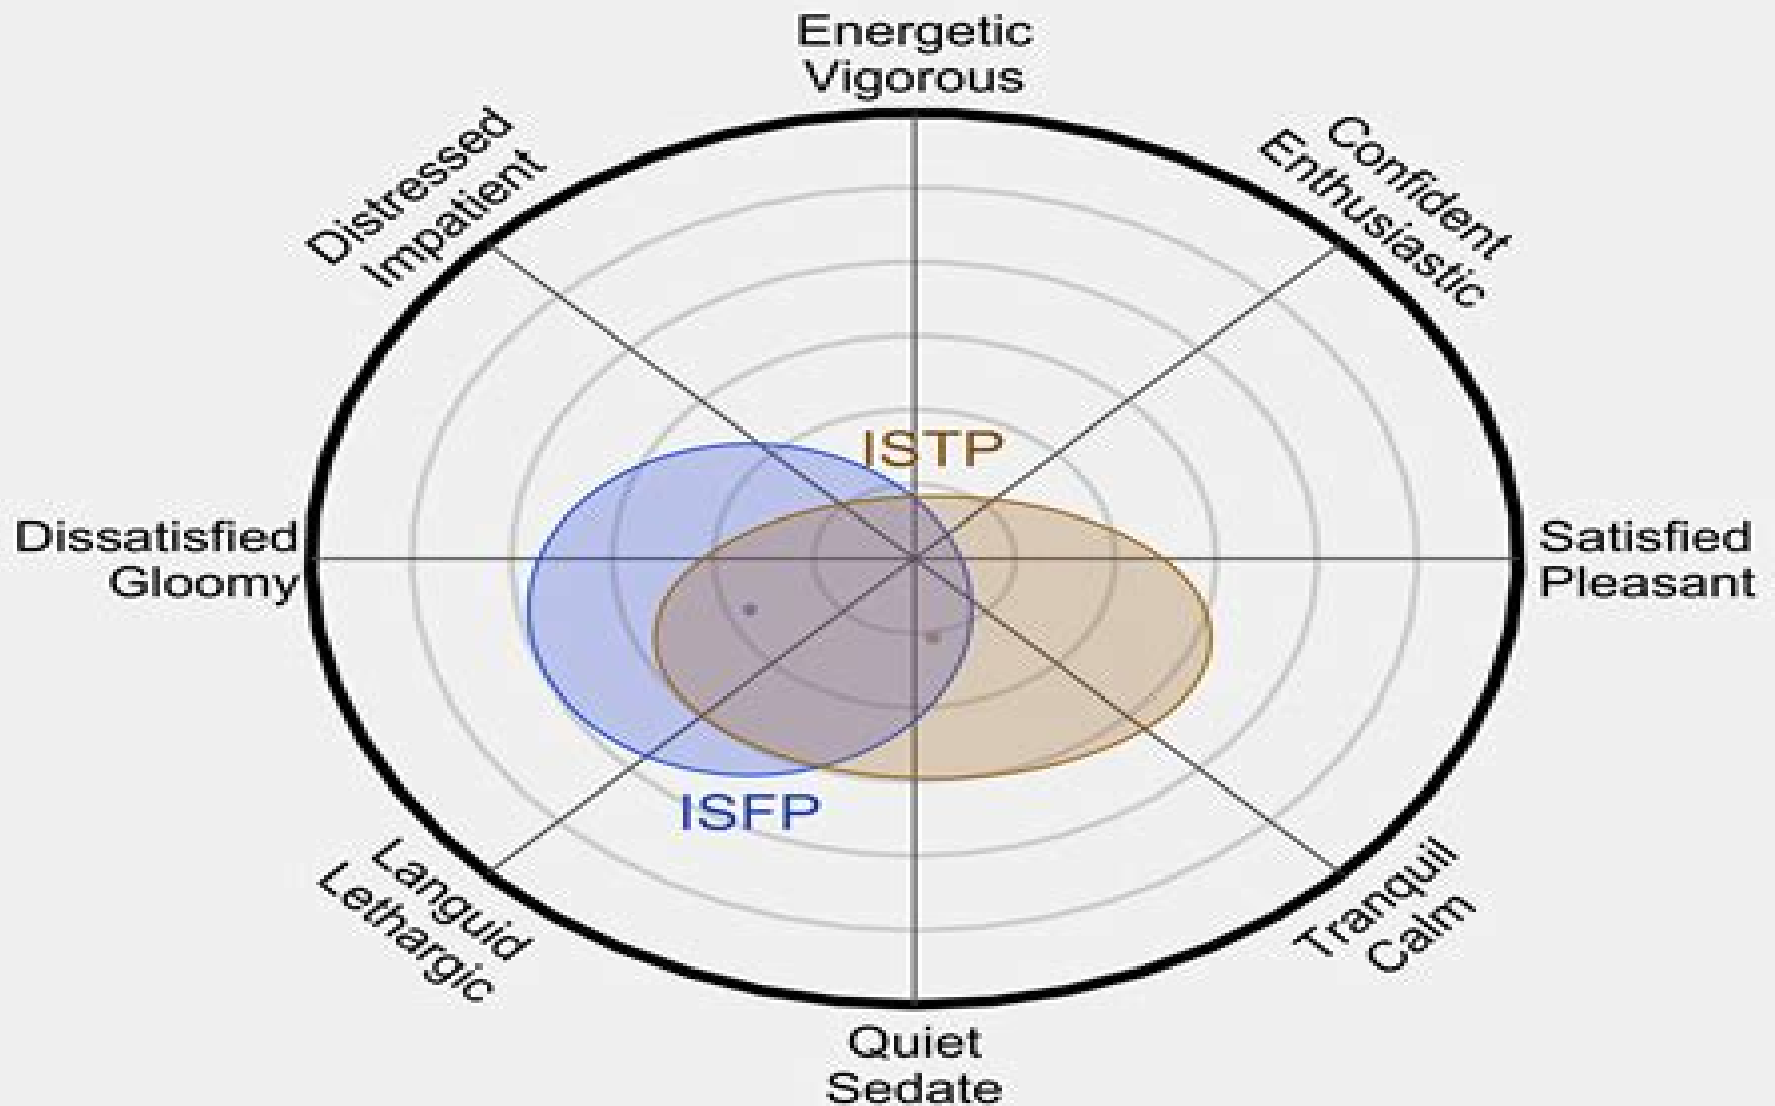 Energetic
Vigorous
Distressed
Impatient
Confident
Enthusiastic
ISTP
Dissatisfied
Gloomy
Satisfied
Pleasant
ISFP
Languid
Lethargic
Tranquil
Calm
Quiet
Sedate